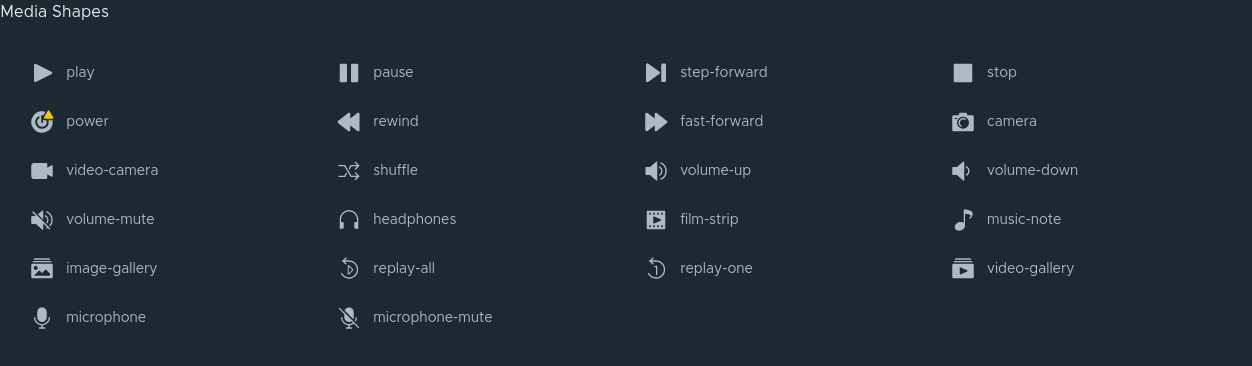 Media Shapes
play
pause
step-forward
stop
power
rewind
fast-forward
camera
video-camera
shuffle
volume-up
volume-down
volume-mute
headphones
film-strip
music-note
image-gallery
replay-all
1
replay-one
video-gallery
microphone
microphone-mute